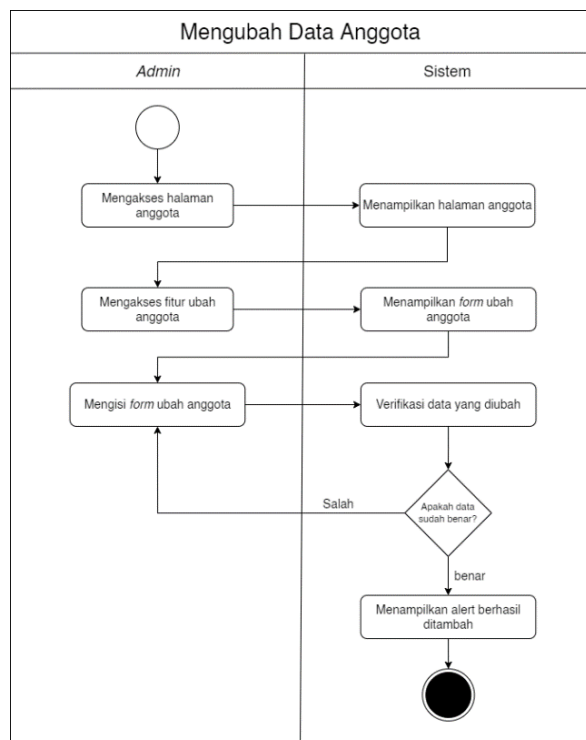 Mengubah Data Anggota
Admin
Sistem
Mengakses halaman
anggota
Menampilkan halaman anggota
Mengakses fitur ubah
anggota
Menampilkan form ubah
anggota
Mengisi form ubah anggota
Verifikasi data yang diubah
Salah
Apakah data
sudah benar?
benar
Menampilkan alert berhasil
ditambah